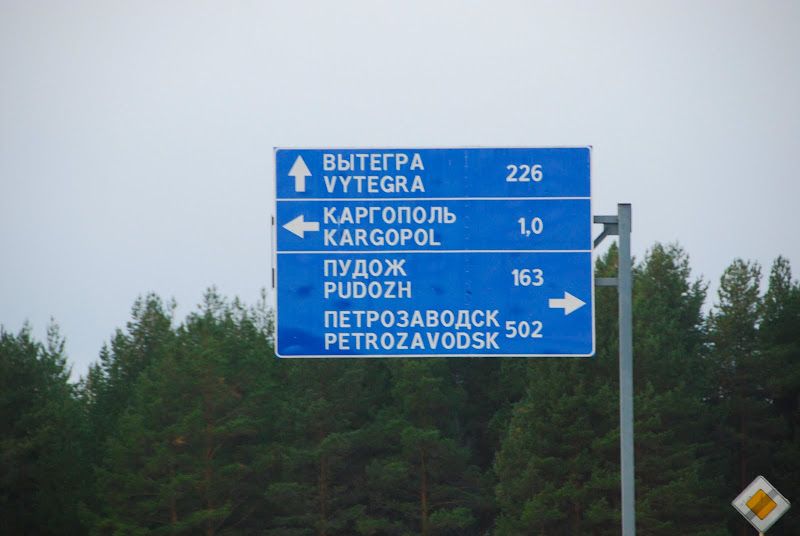 ВЫТЕГРА 226
VYTEGRA
КАРГОПОЛЬ 1,0
KARGOPOL
ПУДОЖ 163
PUDOZH
ПЕТРОЗАВОДСК 502
PETROZAVODSK